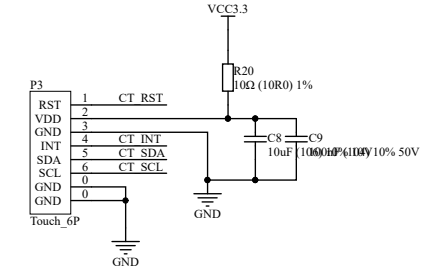 VCC3.3
R20
10Ω (10R0) 1%
P3
RST 1 CT_RST
VDD 2
GND 3
INT 4 CT_INT
SDA 5 CT_SDA
SCL 6 CT_SCL
GND 0
GND 0
Touch_6P
C8 C9
10uF (106) 10% 50V
GND
GND